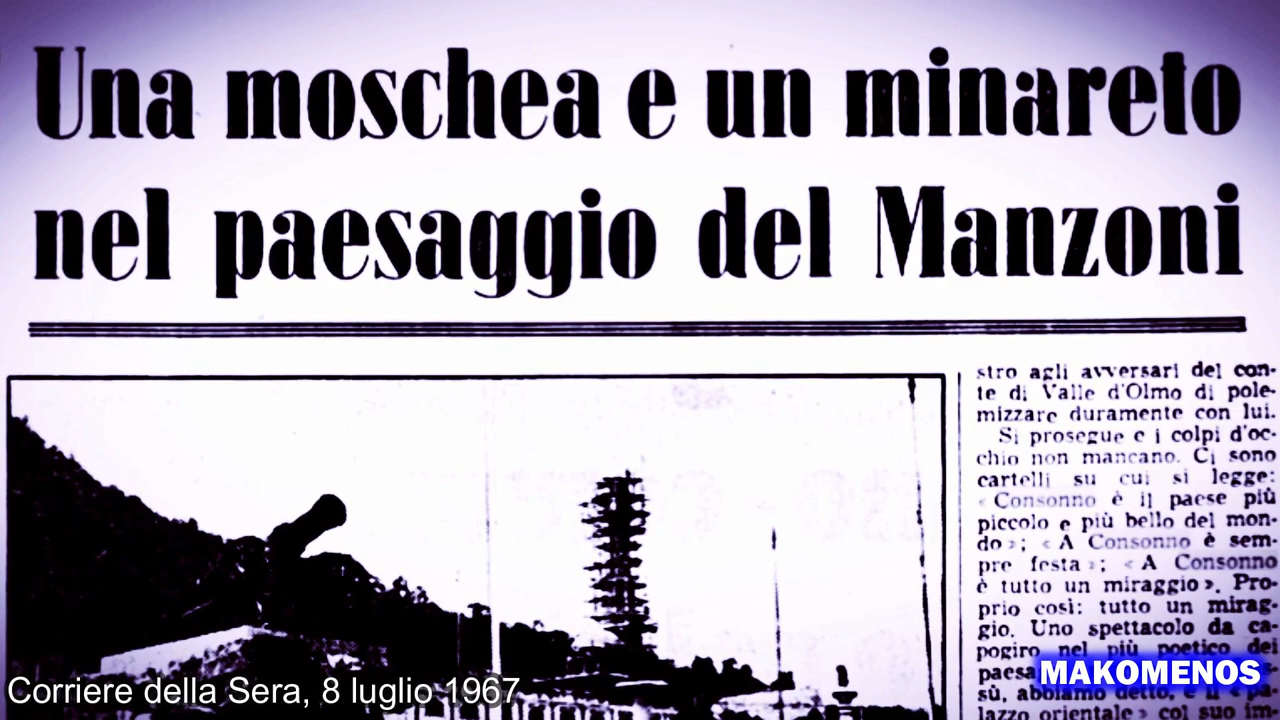 Una moschea e un minareto
nel paesaggio del Manzoni
stro agli avversari del con-
te di Valle d'Olmo di pole-
mizzare duramente con lui.
Si prosegue e i colpi d'oc-
chio non mancano. Ci sono
cartelli su cui si legge:
« Consonno è il paese più
piccolo e più bello del mon-
do »; « A Consonno è sem-
pre festa »; « A Consonno
è tutto un miraggio ». Pro-
prio così: tutto un mirag-
gio. Uno spettacolo da ca-
pogiro nel più poetico dei
paesa
sù, abbiamo detto, è il « pa-
lazzo orientale » col suo im-
MAKOMENOS
Corriere della Sera, 8 luglio 1967